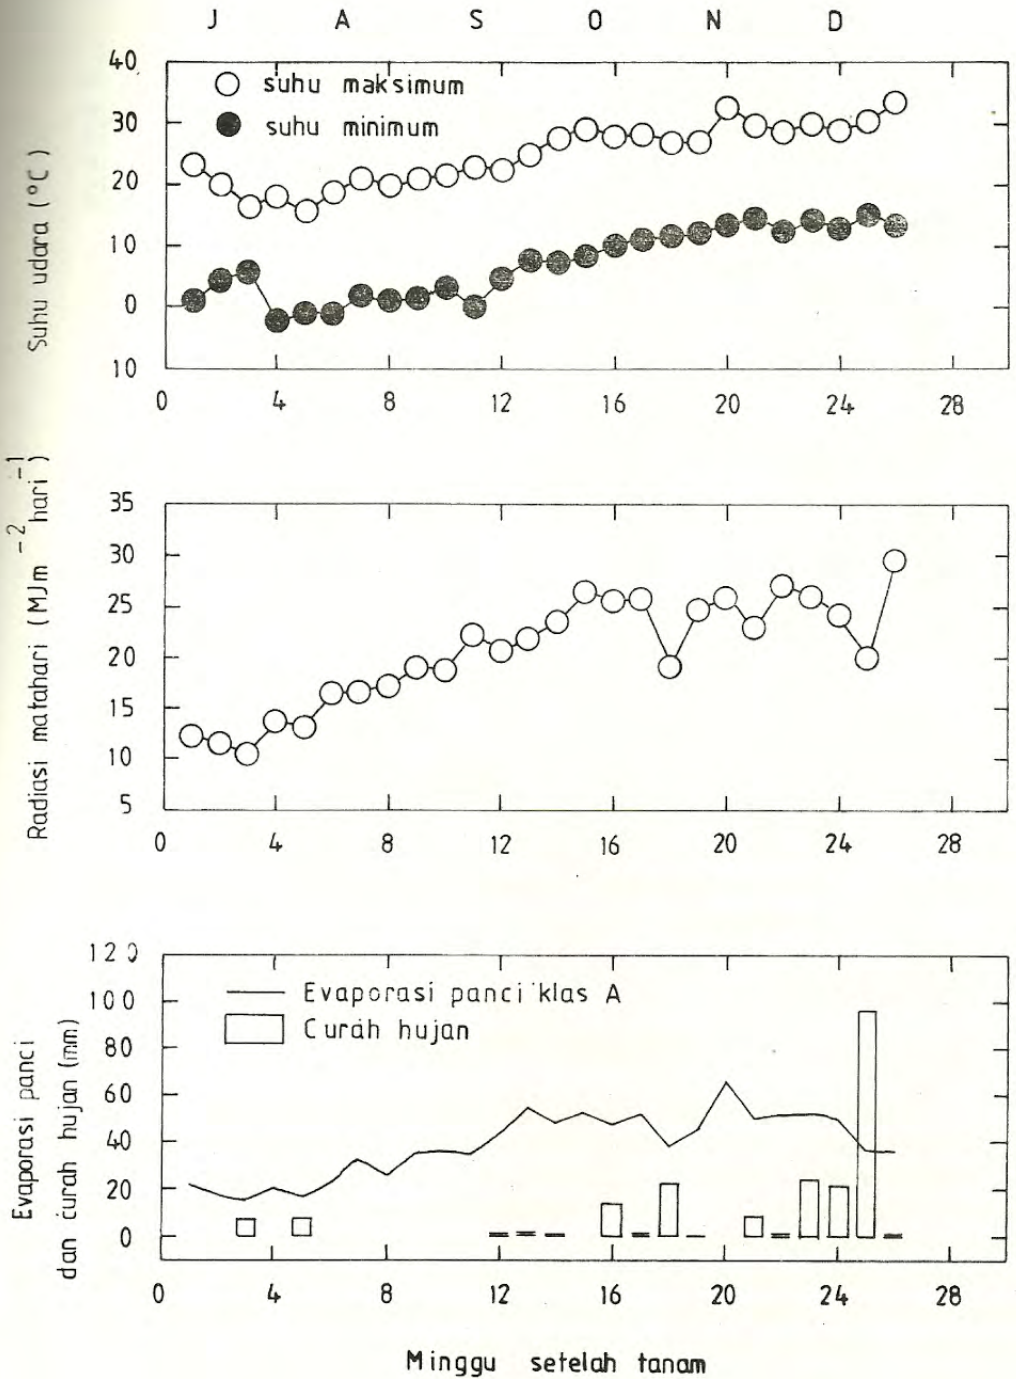 J A S O N D
40
30
20
10
0
10
Suhu udara (°C)
suhu maksimum
suhu minimum
0 4 8 12 16 20 24 28
35
30
25
20
15
10
5
Radiasi matahari (MJm⁻² hari⁻¹)
0 4 8 12 16 20 24 28
120
100
80
60
40
20
0
Evaporasi panci
dan curah hujan (mm)
Evaporasi panci klas A
Curah hujan
0 4 8 12 16 20 24 28
Minggu setelah tanam